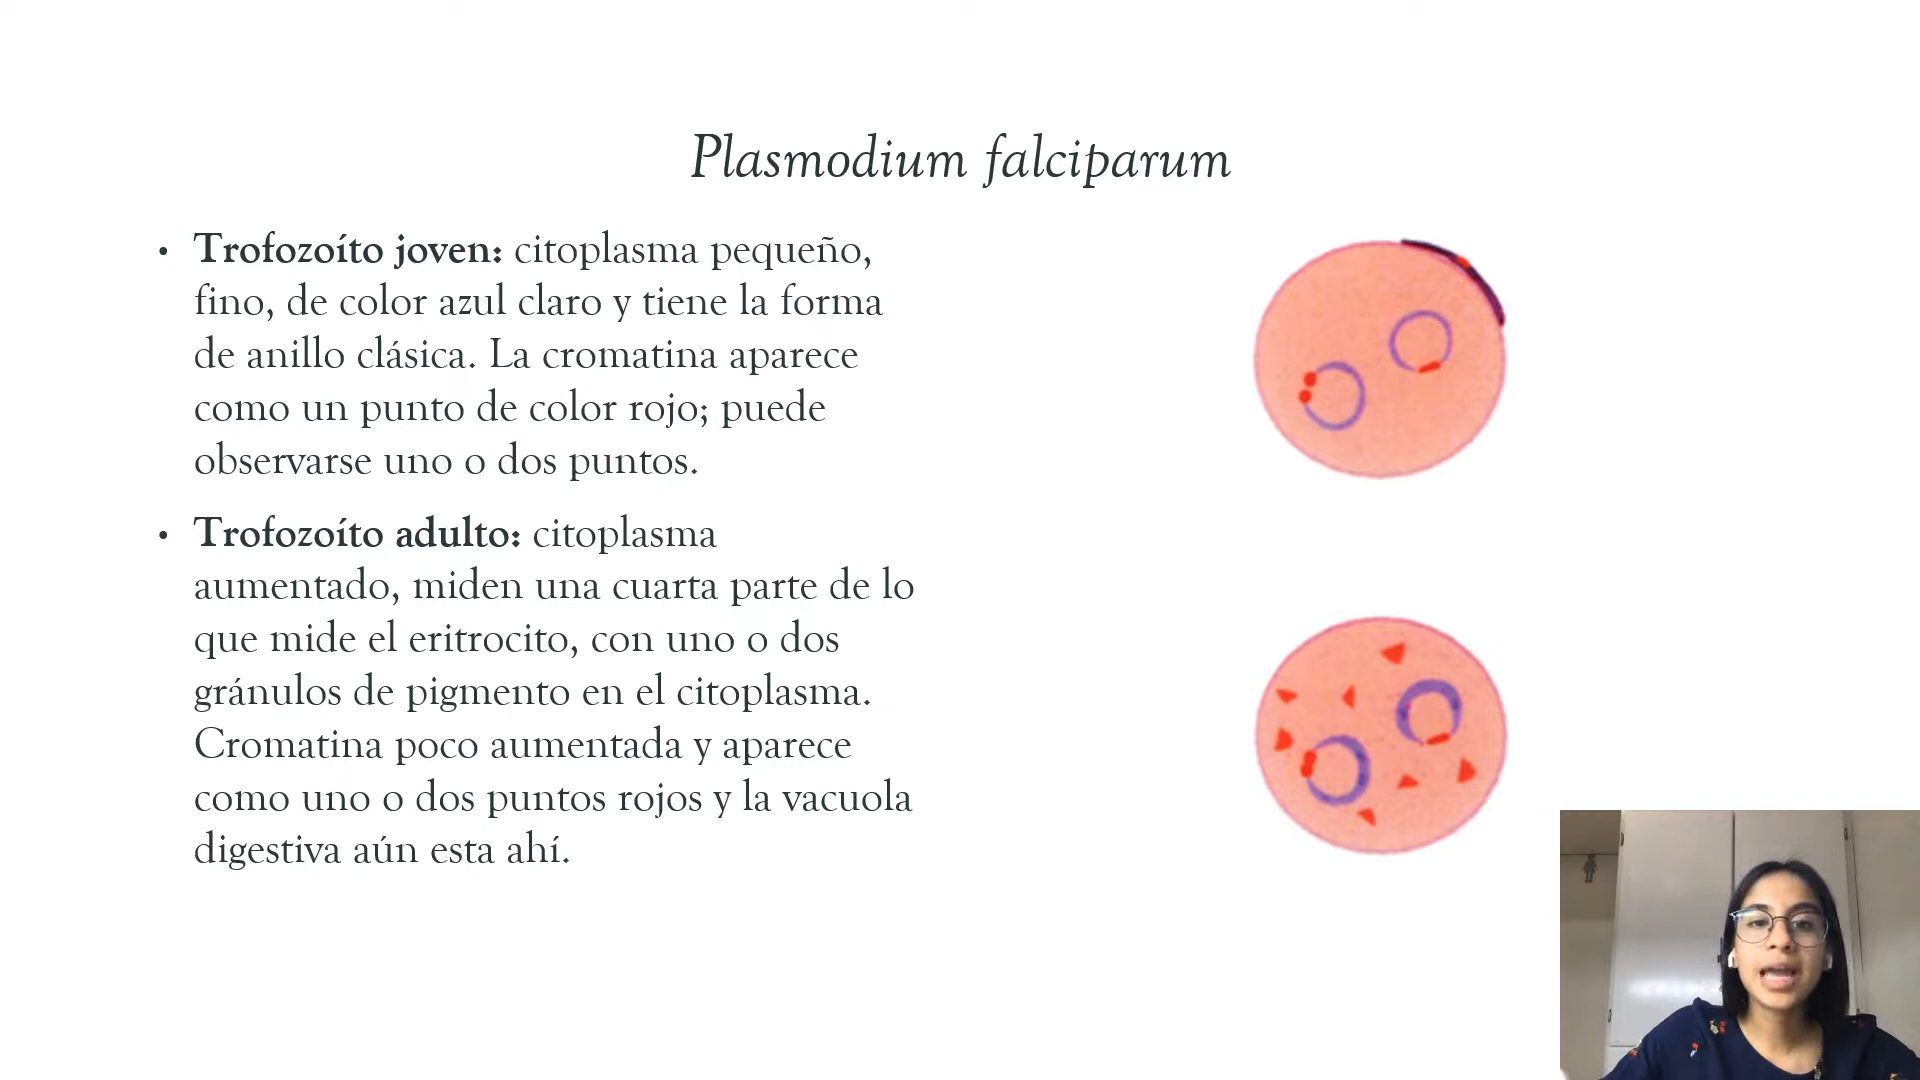 Plasmodium falciparum
• Trofozoíto joven: citoplasma pequeño,
fino, de color azul claro y tiene la forma
de anillo clásica. La cromatina aparece
como un punto de color rojo; puede
observarse uno o dos puntos.
• Trofozoíto adulto: citoplasma
aumentado, miden una cuarta parte de lo
que mide el eritrocito, con uno o dos
gránulos de pigmento en el citoplasma.
Cromatina poco aumentada y aparece
como uno o dos puntos rojos y la vacuola
digestiva aún esta ahí.